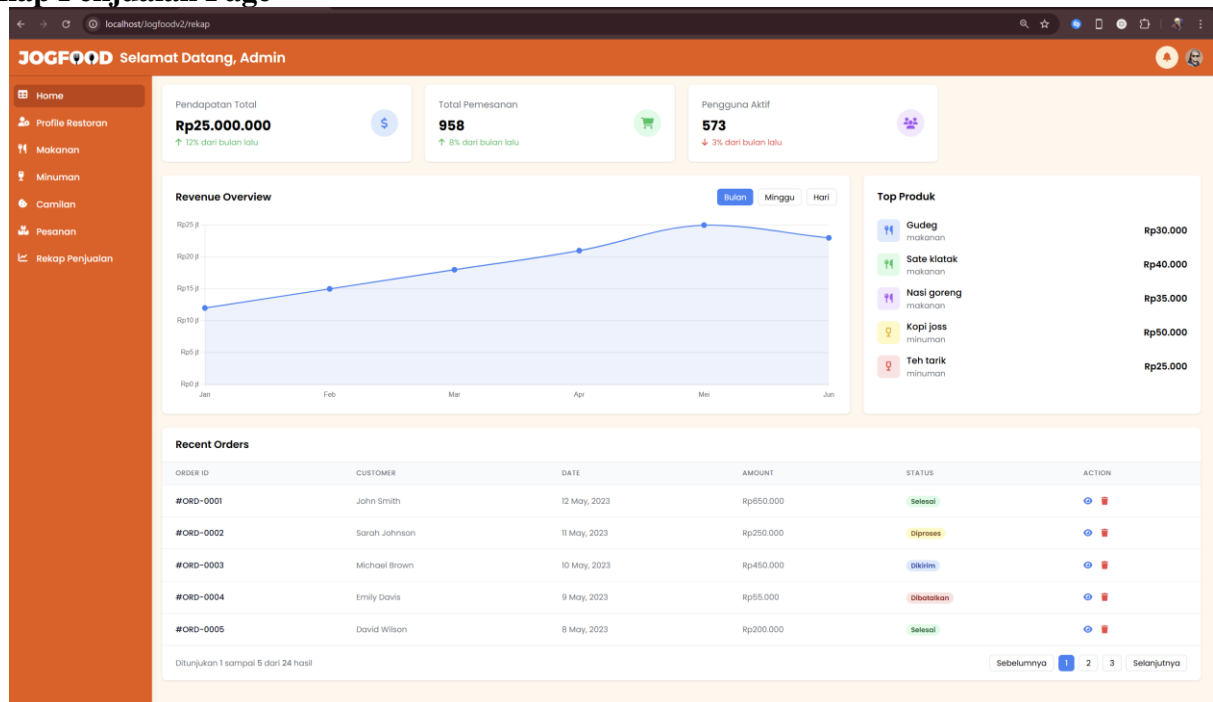 kap Penjualan Page
localhost/Jogfoodv2/rekap
JOGFOOD Selamat Datang, Admin
Home
Profile Restoran
Makanan
Minuman
Camilan
Pesanan
Rekap Penjualan
Pendapatan Total
Rp25.000.000
↑ 12% dari bulan lalu
Total Pemesanan
958
↑ 8% dari bulan lalu
Pengguna Aktif
573
↓ 3% dari bulan lalu
Revenue Overview
Bulan Minggu Hari
Rp25 jt
Rp20 jt
Rp15 jt
Rp10 jt
Rp5 jt
Rp0 jt
Jan Feb Mar Apr Mei Jun
Top Produk
Gudeg
makanan
Rp30.000
Sate klatak
makanan
Rp40.000
Nasi goreng
makanan
Rp35.000
Kopi joss
minuman
Rp50.000
Teh tarik
minuman
Rp25.000
Recent Orders
ORDER ID CUSTOMER DATE AMOUNT STATUS ACTION
#ORD-0001 John Smith 12 May, 2023 Rp650.000 Selesai
#ORD-0002 Sarah Johnson 11 May, 2023 Rp250.000 Diproses
#ORD-0003 Michael Brown 10 May, 2023 Rp450.000 Dikirim
#ORD-0004 Emily Davis 9 May, 2023 Rp55.000 Dibatalkan
#ORD-0005 David Wilson 8 May, 2023 Rp200.000 Selesai
Ditunjukan 1 sampai 5 dari 24 hasil
Sebelumnya 1 2 3 Selanjutnya